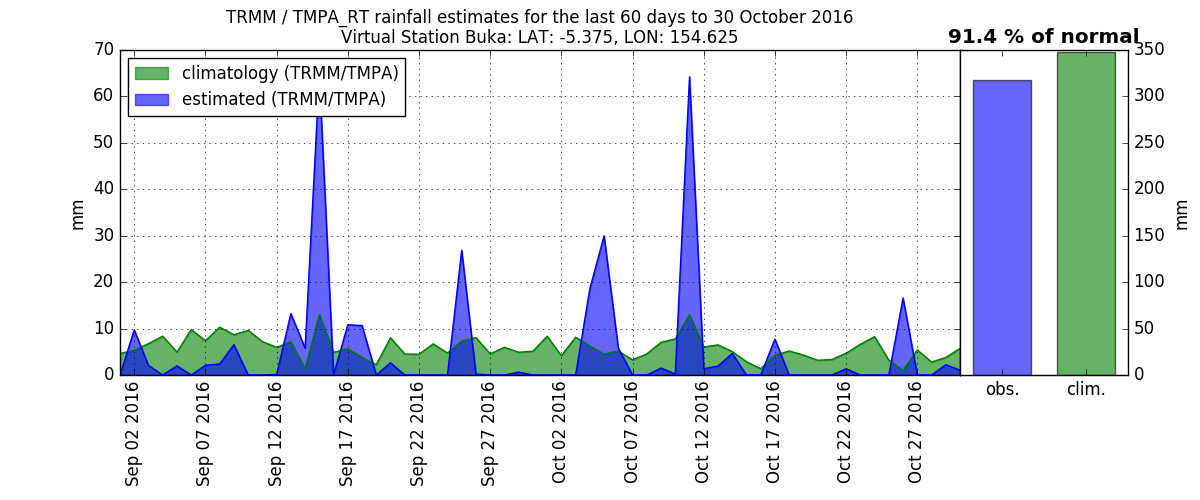 TRMM / TMPA_RT rainfall estimates for the last 60 days to 30 October 2016
Virtual Station Buka: LAT: -5.375, LON: 154.625
91.4 % of normal
climatology (TRMM/TMPA)
estimated (TRMM/TMPA)
mm
70
60
50
40
30
20
10
0
Sep 02 2016
Sep 07 2016
Sep 12 2016
Sep 17 2016
Sep 22 2016
Sep 27 2016
Oct 02 2016
Oct 07 2016
Oct 12 2016
Oct 17 2016
Oct 22 2016
Oct 27 2016
obs.
clim.
350
300
250
200
150
100
50
0
mm